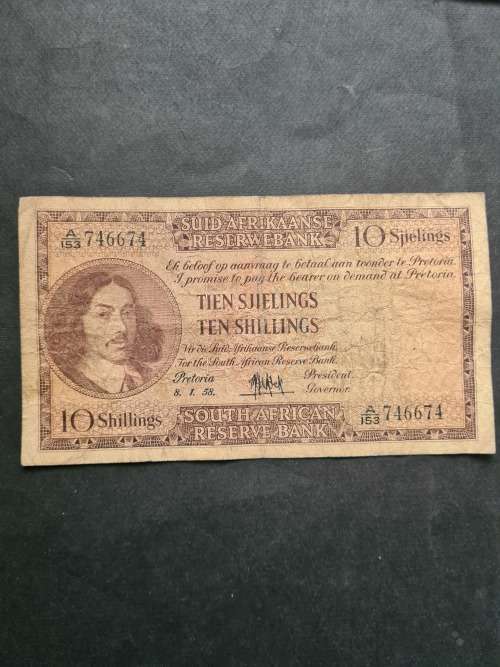 A/153 746674
SUID-AFRIKAANSE
RESERWEBANK
10 Sjielings
Ek beloof op aanvraag te betaal aan toonder te Pretoria.
I promise to pay the bearer on demand at Pretoria.
TIEN SJIELINGS
TEN SHILLINGS
Vir die Suid-Afrikaanse Reserwebank,
For the South African Reserve Bank.
Pretoria
President
8. 1. 58.
Governor.
10 Shillings
SOUTH AFRICAN
RESERVE BANK
A/153 746674